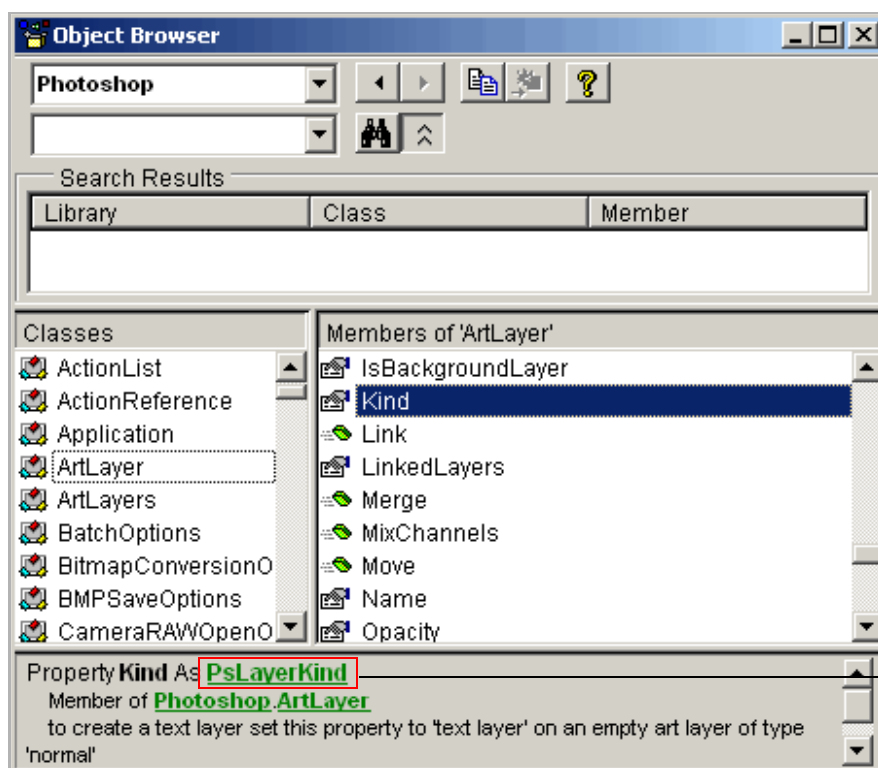 Object Browser
Photoshop
?
Search Results
Library Class Member
Classes
ActionList
ActionReference
Application
ArtLayer
ArtLayers
BatchOptions
BitmapConversionO
BMPSaveOptions
CameraRAWOpenO
Members of 'ArtLayer'
IsBackgroundLayer
Kind
Link
LinkedLayers
Merge
MixChannels
Move
Name
Opacity
Property Kind As PsLayerKind
Member of Photoshop.ArtLayer
to create a text layer set this property to 'text layer' on an empty art layer of type
'normal'